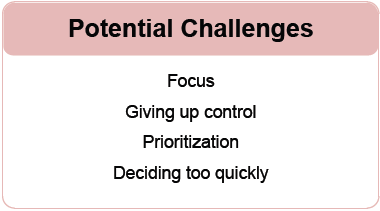 Potential Challenges
Focus
Giving up control
Prioritization
Deciding too quickly